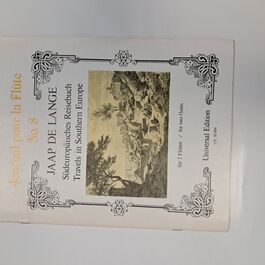 Journal pour la Flûte
No 8
JAAP DE LANGE
Südeuropäisches Reisebuch
Travels in Southern Europe
für 2 Flöten / for two flutes
Universal Edition